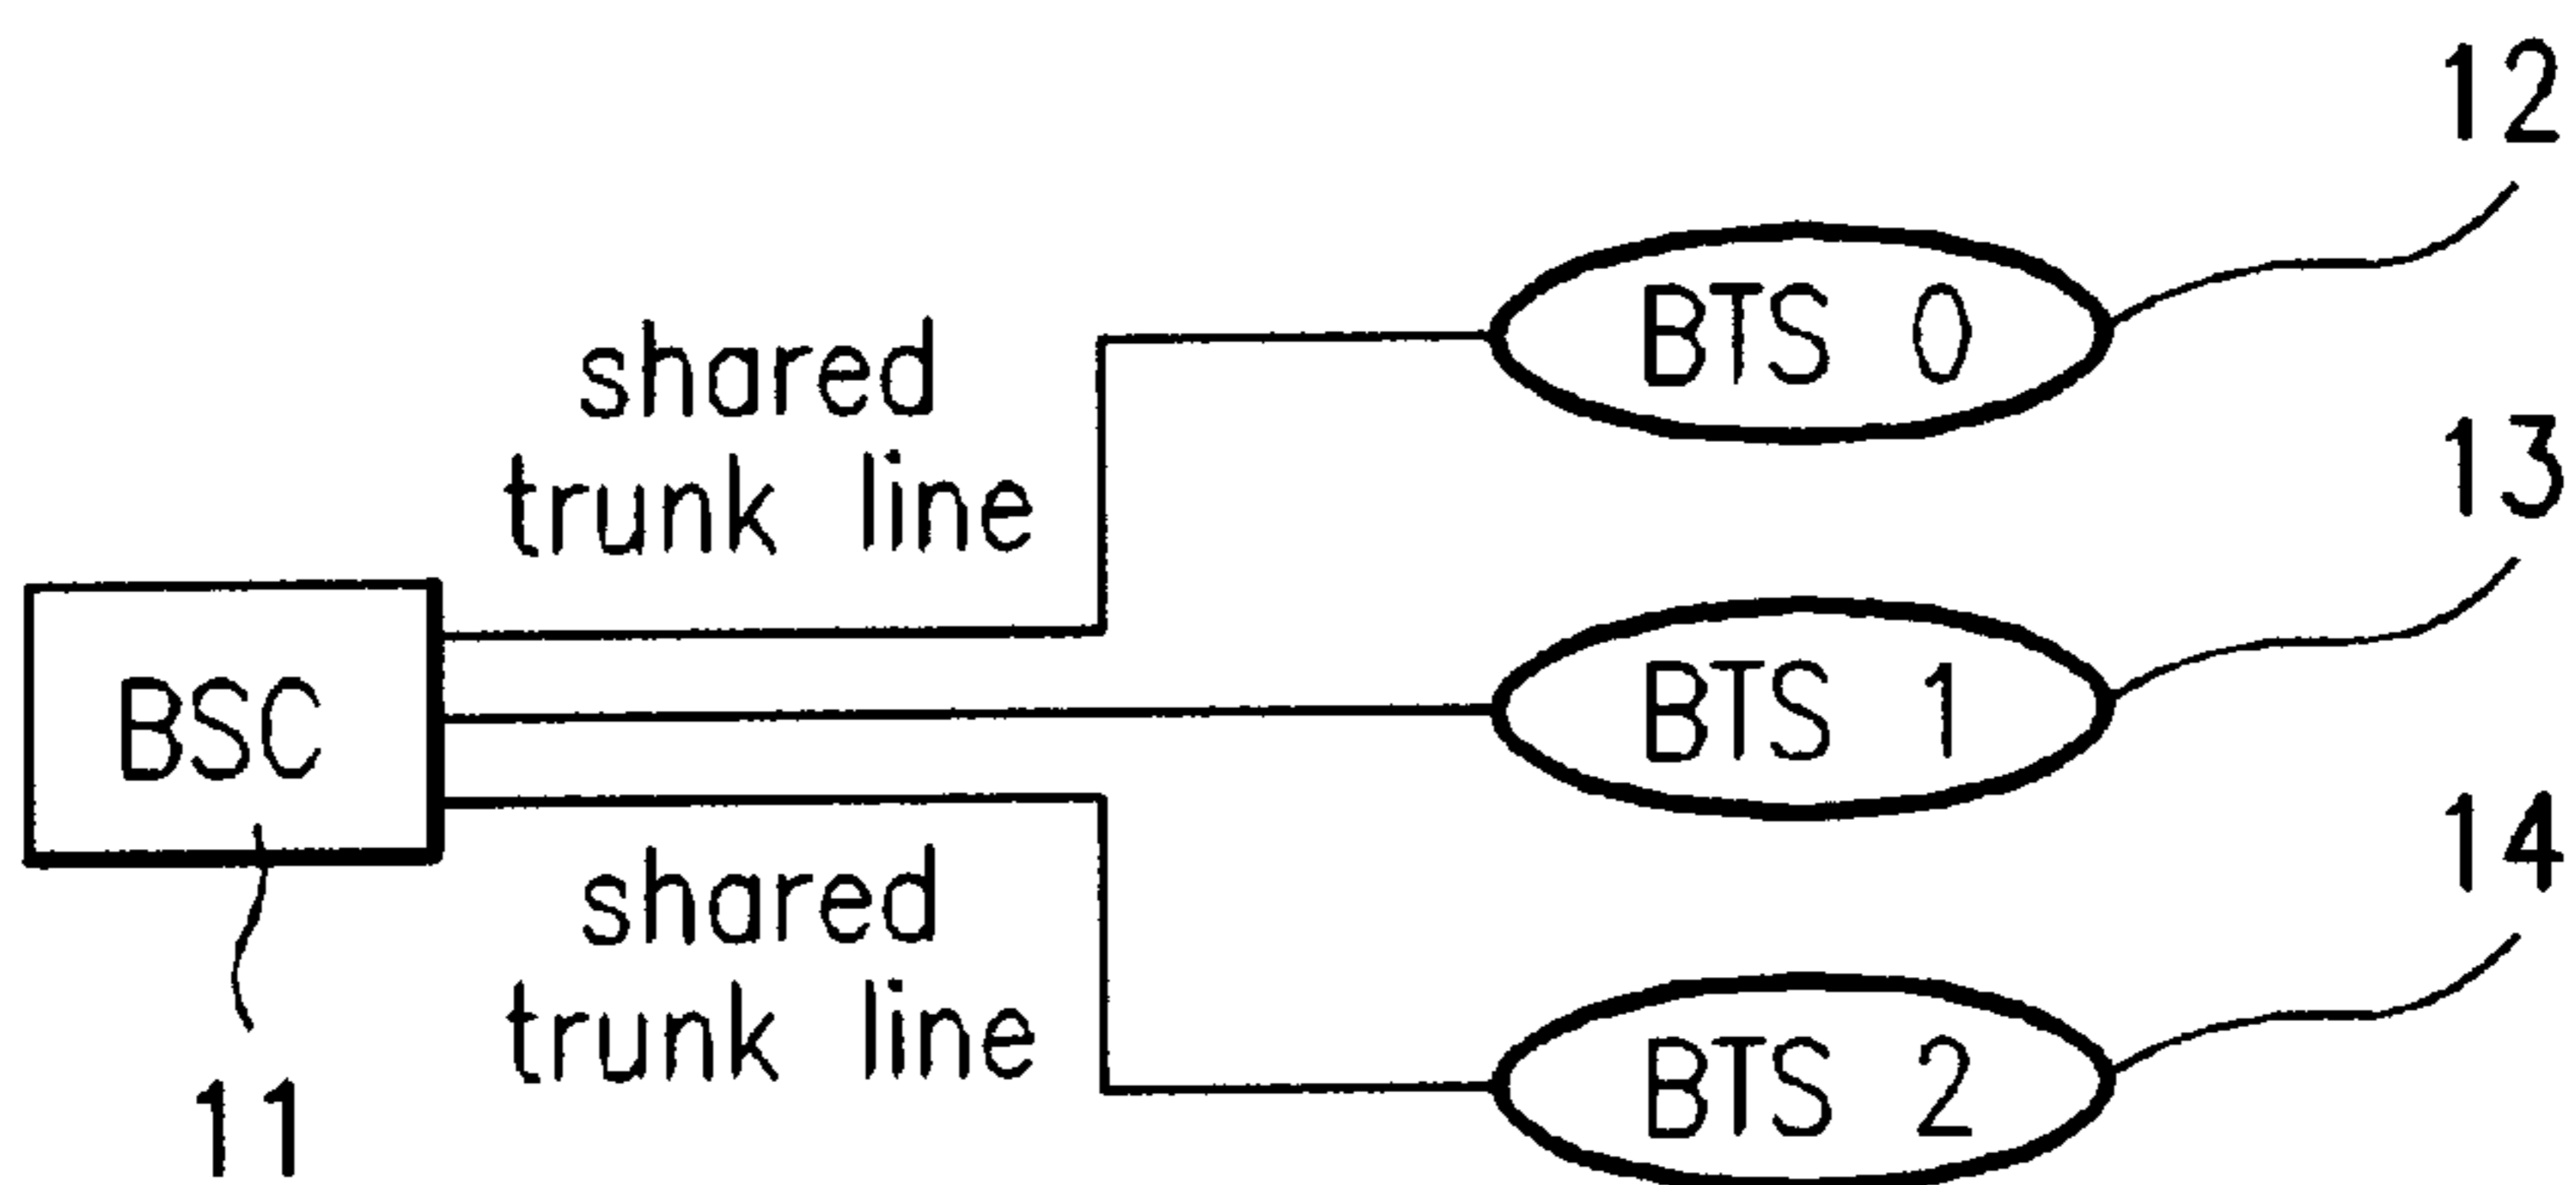 12
BTS 0
shared
trunk line
13
BTS 1
BSC
14
shared
trunk line
BTS 2
11